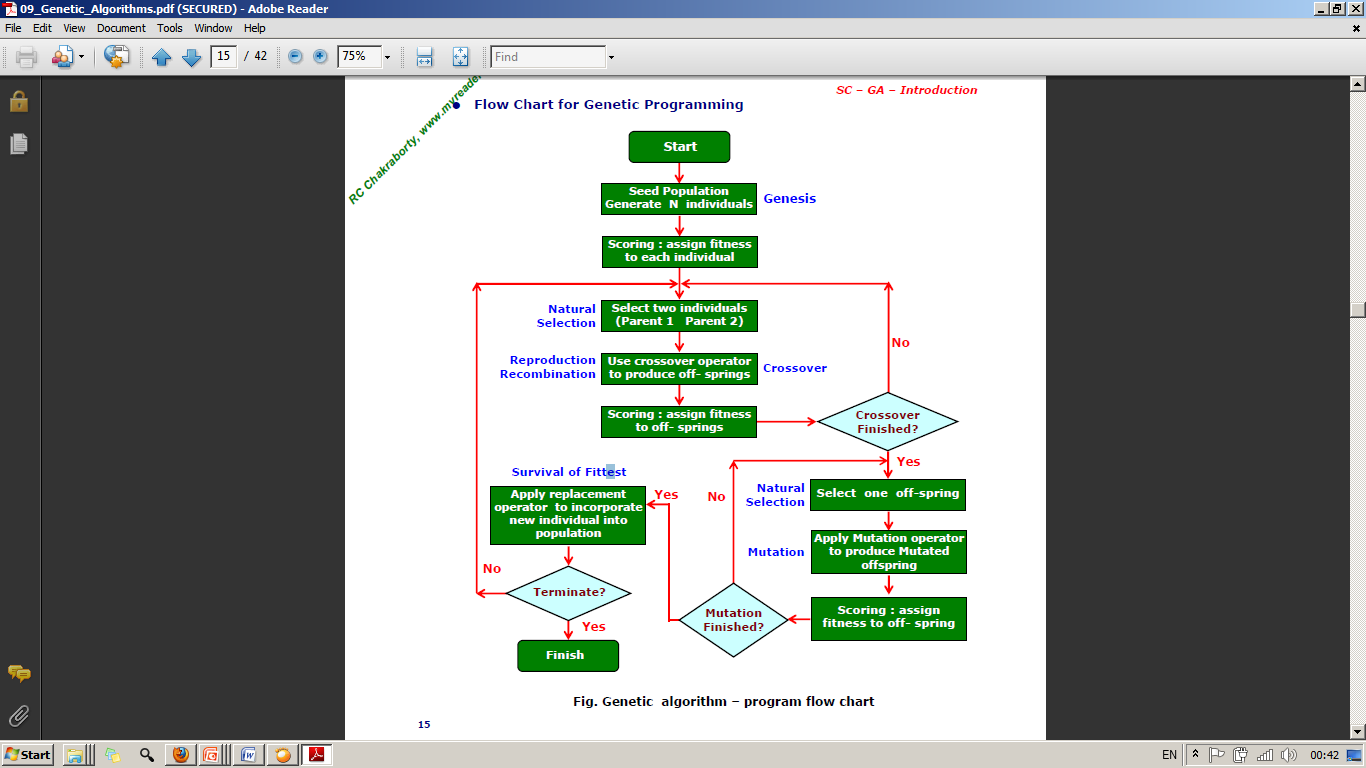 09_Genetic_Algorithms.pdf (SECURED) - Adobe Reader
File Edit View Document Tools Window Help
15 / 42 75% Find
SC – GA – Introduction
RC Chakraborty, www.myreader
• Flow Chart for Genetic Programming
Start
Seed Population
Generate N individuals
Genesis
Scoring : assign fitness
to each individual
Natural
Selection
Select two individuals
(Parent 1 Parent 2)
No
Reproduction
Recombination
Use crossover operator
to produce off- springs
Crossover
Scoring : assign fitness
to off- springs
Crossover
Finished?
Yes
Survival of Fittest
Apply replacement
operator to incorporate
new individual into
population
Yes
No
Natural
Selection
Select one off-spring
Mutation
Apply Mutation operator
to produce Mutated
offspring
No
Terminate?
Mutation
Finished?
Scoring : assign
fitness to off- spring
Yes
Finish
Fig. Genetic algorithm – program flow chart
15
Start
EN
00:42